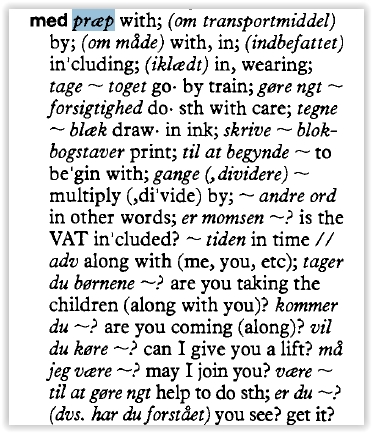 med præp with; (om transportmiddel)
by; (om måde) with, in; (indbefattet)
in'cluding; (iklædt) in, wearing;
tage ~ toget go· by train; gøre ngt ~
forsigtighed do· sth with care; tegne
~ blæk draw· in ink; skrive ~ blok-
bogstaver print; til at begynde ~ to
be'gin with; gange (,dividere) ~
multiply (,di'vide) by; ~ andre ord
in other words; er momsen ~? is the
VAT in'cluded? ~ tiden in time //
adv along with (me, you, etc); tager
du børnene ~? are you taking the
children (along with you)? kommer
du ~? are you coming (along)? vil
du køre ~? can I give you a lift? må
jeg være ~? may I join you? være ~
til at gøre ngt help to do sth; er du ~?
(dvs. har du forstået) you see? get it?